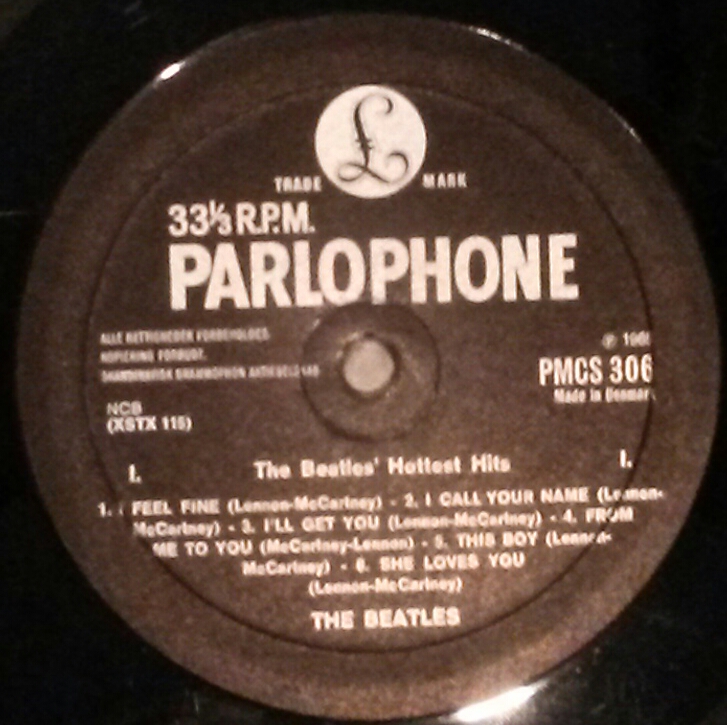 £
TRADE MARK
33⅓ R.P.M.
PARLOPHONE
ALLE RETTIGHEDER FORBEHOLDES.
KOPIERING FORBUDT.
SKANDINAVISK GRAMMOPHON AKTIESELSKAB
℗ 196
PMCS 306
Made in Denmark
NCB
(XSTX 115)
I. The Beatles' Hottest Hits I.
1. I FEEL FINE (Lennon-McCartney) - 2. I CALL YOUR NAME (Lennon-
McCartney) - 3. I'LL GET YOU (Lennon-McCartney) - 4. FROM
ME TO YOU (McCartney-Lennon) - 5. THIS BOY (Lennon-
McCartney) - 6. SHE LOVES YOU
(Lennon-McCartney)
THE BEATLES